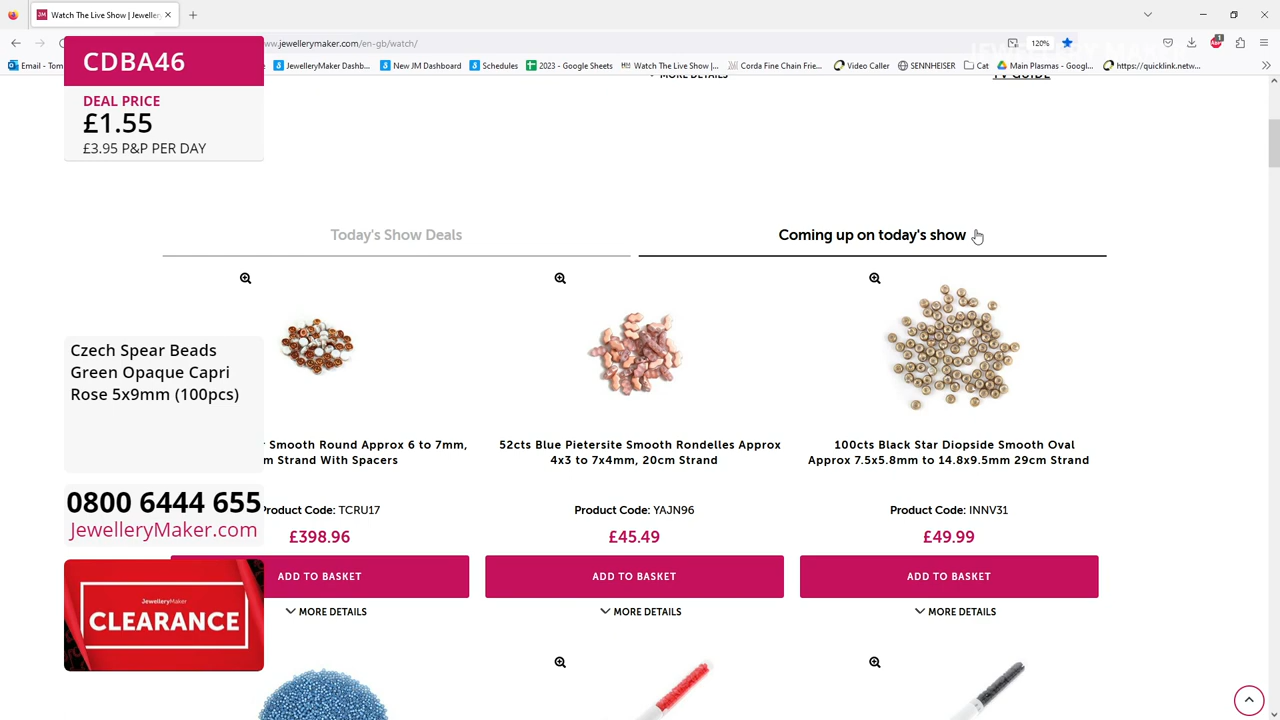 Watch The Live Show | Jewellery
CDBA46
ww.jewellerymaker.com/en-gb/watch/
120%
1
Email - Tom
JewelleryMaker Dashb...
New JM Dashboard
Schedules
2023 - Google Sheets
Watch The Live Show |...
Corda Fine Chain Frie...
Video Caller
SENNHEISER
Cat
Main Plasmas - Googl...
https://quicklink.netw...
MORE DETAILS
TV GUIDE
DEAL PRICE
£1.55
£3.95 P&P PER DAY
Today's Show Deals
Coming up on today's show
Czech Spear Beads
Green Opaque Capri
Rose 5x9mm (100pcs)
Smooth Round Approx 6 to 7mm,
m Strand With Spacers
52cts Blue Pietersite Smooth Rondelles Approx
4x3 to 7x4mm, 20cm Strand
100cts Black Star Diopside Smooth Oval
Approx 7.5x5.8mm to 14.8x9.5mm 29cm Strand
Product Code: TCRU17
Product Code: YAJN96
Product Code: INNV31
0800 6444 655
JewelleryMaker.com
£398.96
£45.49
£49.99
ADD TO BASKET
ADD TO BASKET
ADD TO BASKET
MORE DETAILS
MORE DETAILS
MORE DETAILS
JewelleryMaker
CLEARANCE